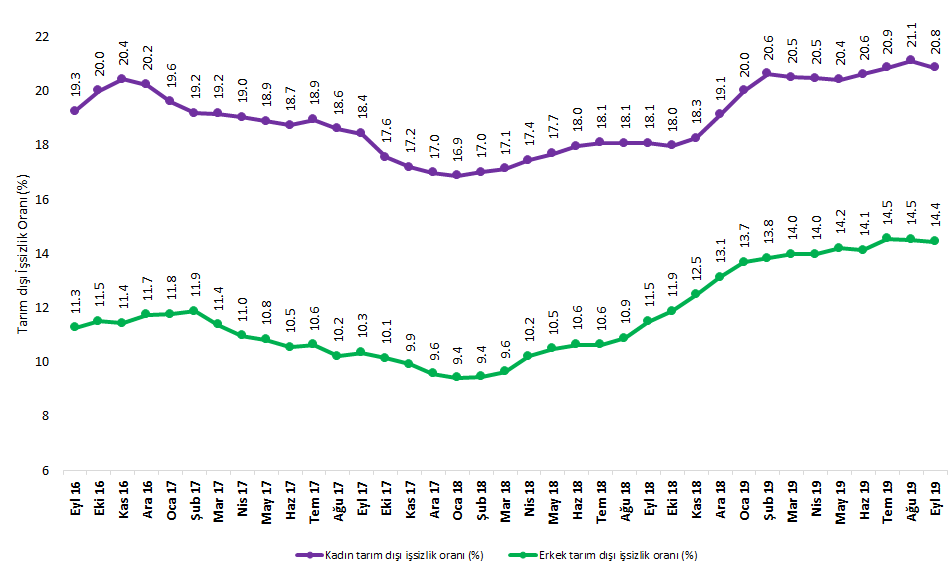 Tarım dışı İşsizlik Oranı (%)
22
20
18
16
14
12
10
8
6
19.3 20.0 20.4 20.2 19.6 19.2 19.2 19.0 18.9 18.7 18.9 18.6 18.4 17.6 17.2 17.0 16.9 17.0 17.1 17.4 17.7 18.0 18.1 18.1 18.1 18.0 18.3 19.1 20.0 20.6 20.5 20.5 20.4 20.6 20.9 21.1 20.8
11.3 11.5 11.4 11.7 11.8 11.9 11.4 11.0 10.8 10.5 10.6 10.2 10.3 10.1 9.9 9.6 9.4 9.4 9.6 10.2 10.5 10.6 10.6 10.9 11.5 11.9 12.5 13.1 13.7 13.8 14.0 14.0 14.2 14.1 14.5 14.5 14.4
Eyl 16 Eki 16 Kas 16 Ara 16 Oca 17 Şub 17 Mar 17 Nis 17 May 17 Haz 17 Tem 17 Ağu 17 Eyl 17 Eki 17 Kas 17 Ara 17 Oca 18 Şub 18 Mar 18 Nis 18 May 18 Haz 18 Tem 18 Ağu 18 Eyl 18 Eki 18 Kas 18 Ara 18 Oca 19 Şub 19 Mar 19 Nis 19 May 19 Haz 19 Tem 19 Ağu 19 Eyl 19
Kadın tarım dışı işsizlik oranı (%) Erkek tarım dışı işsizlik oranı (%)